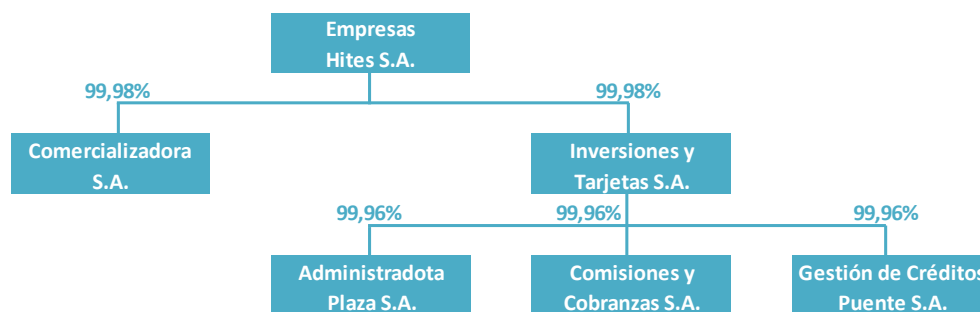 Empresas
Hites S.A.
99,98%
99,98%
Comercializadora
S.A.
Inversiones y
Tarjetas S.A.
99,96%
99,96%
99,96%
Administradota
Plaza S.A.
Comisiones y
Cobranzas S.A.
Gestión de Créditos
Puente S.A.